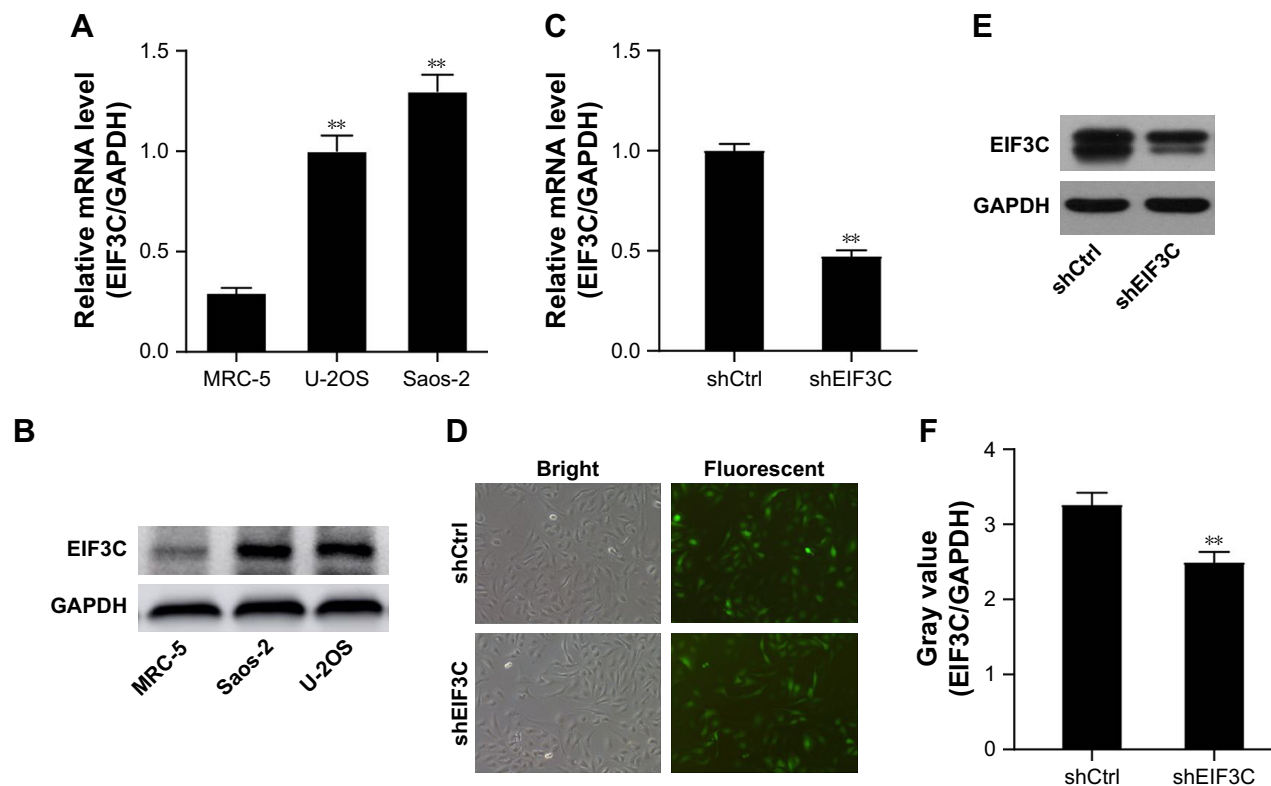 A
Relative mRNA level
(EIF3C/GAPDH)
1.5
1.0
0.5
0.0
**
**
MRC-5 U-2OS Saos-2
C
Relative mRNA level
(EIF3C/GAPDH)
1.5
1.0
0.5
0.0
**
shCtrl shEIF3C
E
EIF3C
GAPDH
shCtrl
shEIF3C
B
EIF3C
GAPDH
MRC-5
Saos-2
U-2OS
D
Bright Fluorescent
shCtrl
shEIF3C
F
Gray value
(EIF3C/GAPDH)
4
3
2
1
0
**
shCtrl shEIF3C